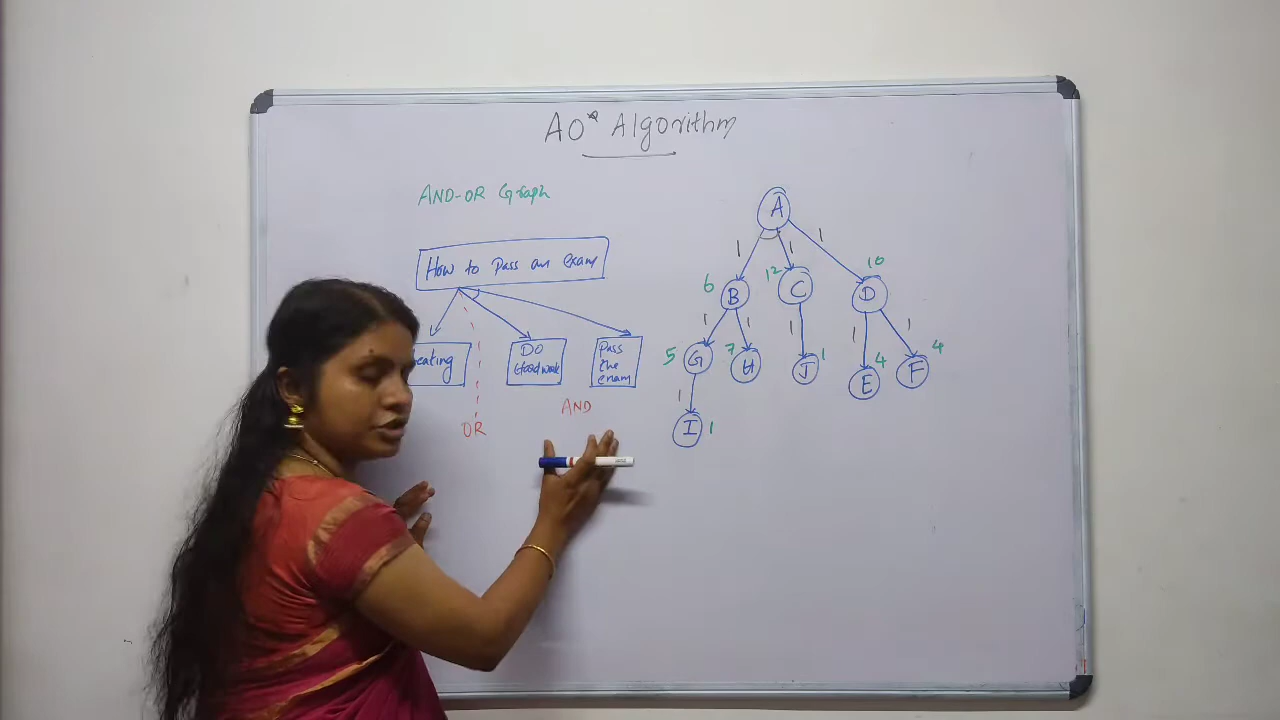 AO* Algorithm
AND-OR Graph
How to Pass an exam
eating
DO
Good work
Pass
the
exam
OR
AND
A
1 1 1
6 B 12 C 10 D
1 1 1 1 1
5 G 7 H J 1 E 4 F 4
1
I 1